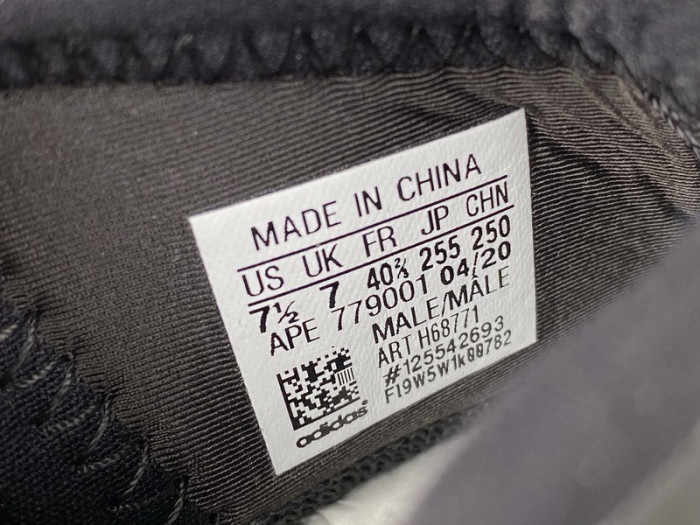 MADE IN CHINA
US UK FR JP CHN
7½ 7 40⅔ 255 250
APE 779001 04/20
MALE/MÂLE
ART H68771
#125542693
F19W5W1k00782
adidas®